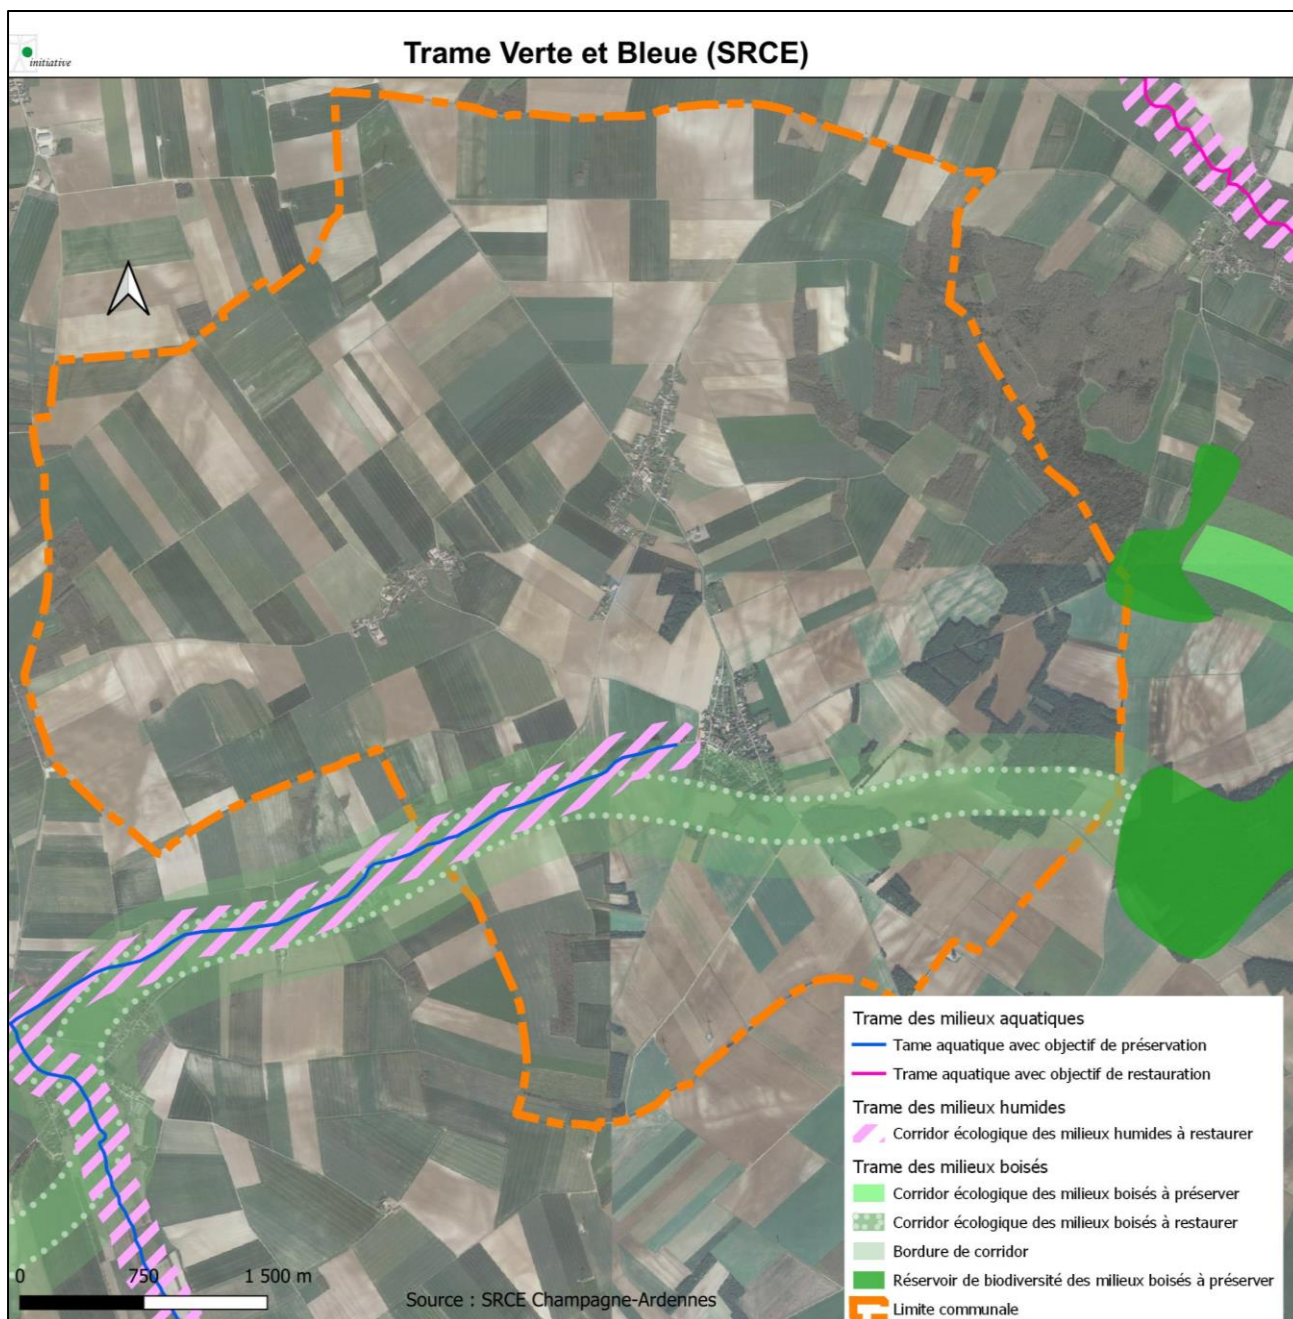 initiative
Trame Verte et Bleue (SRCE)
Trame des milieux aquatiques
Tame aquatique avec objectif de préservation
Trame aquatique avec objectif de restauration
Trame des milieux humides
Corridor écologique des milieux humides à restaurer
Trame des milieux boisés
Corridor écologique des milieux boisés à préserver
Corridor écologique des milieux boisés à restaurer
Bordure de corridor
Réservoir de biodiversité des milieux boisés à préserver
Limite communale
0 750 1 500 m
Source : SRCE Champagne-Ardennes